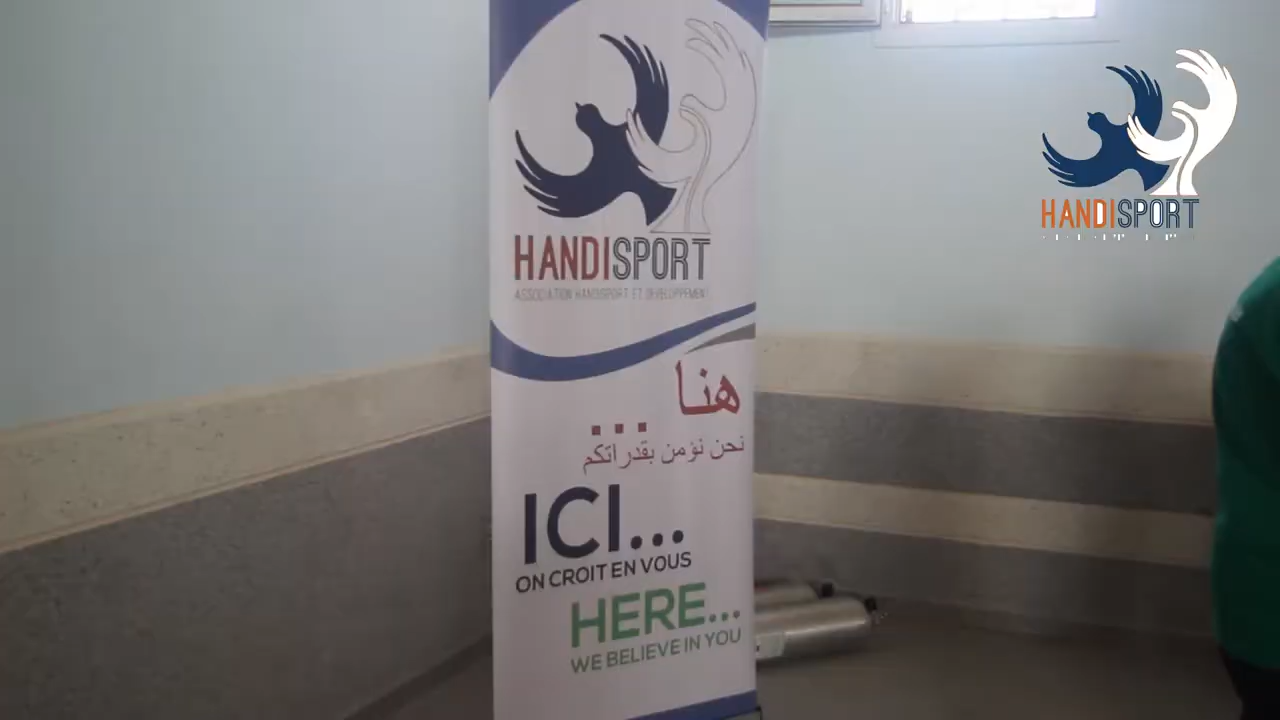 HANDISPORT
ASSOCIATION HANDISPORT ET DEVELOPPEMENT
هنا ...
نحن نؤمن بقدراتكم
ICI...
ON CROIT EN VOUS
HERE...
WE BELIEVE IN YOU
HANDISPORT